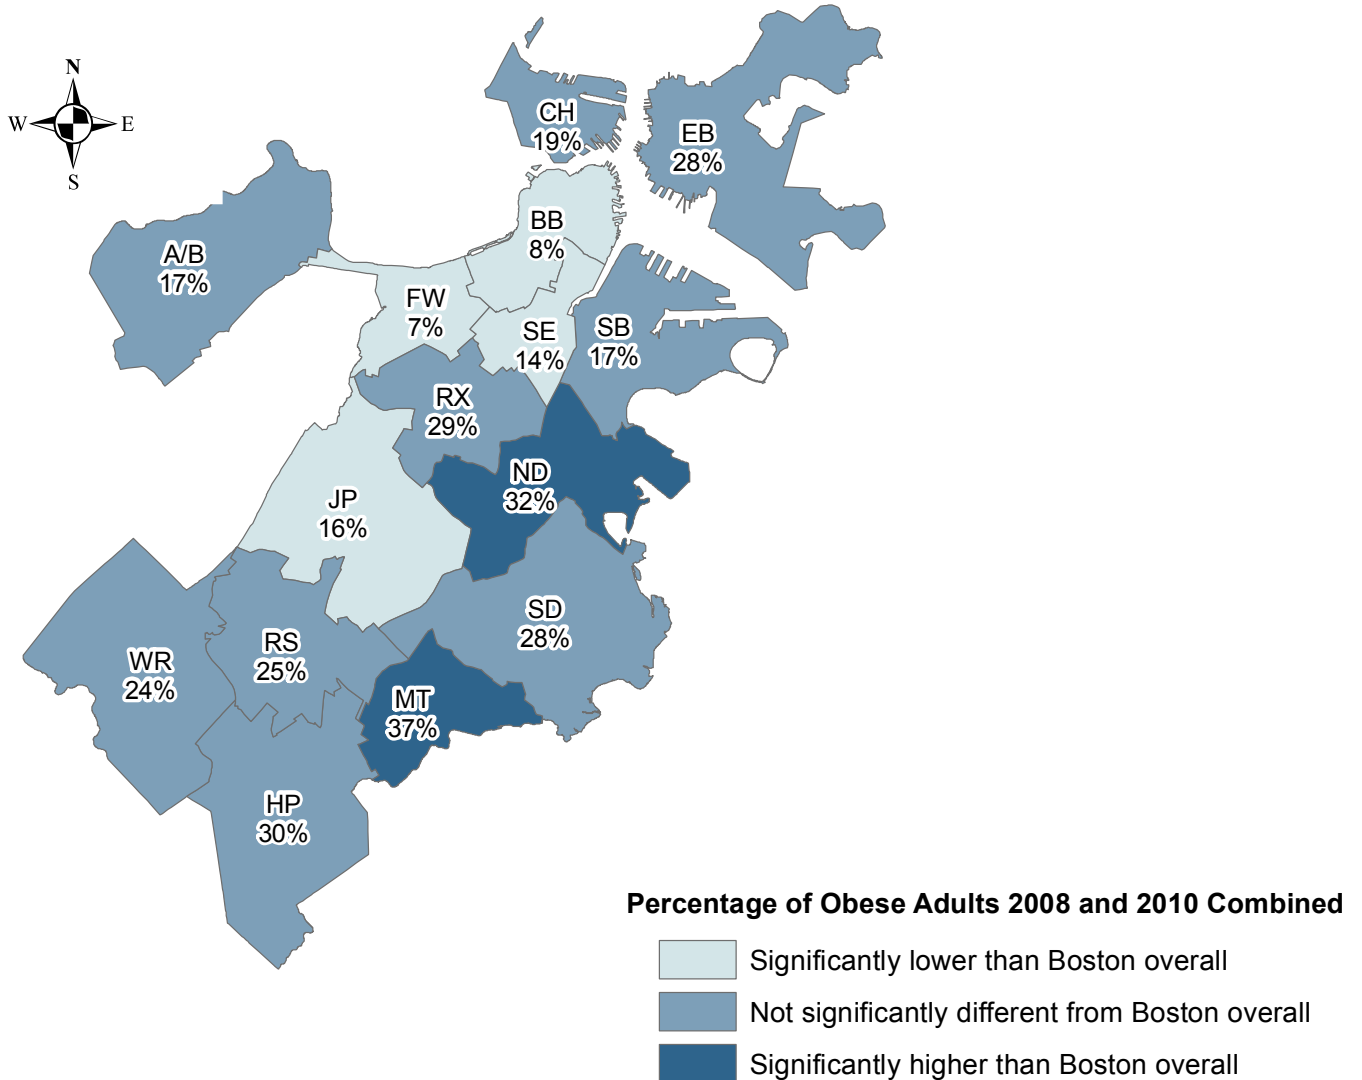 N
W
E
S
CH
19%
EB
28%
BB
8%
A/B
17%
FW
7%
SE
14%
SB
17%
RX
29%
ND
32%
JP
16%
SD
28%
RS
25%
WR
24%
MT
37%
HP
30%
Percentage of Obese Adults 2008 and 2010 Combined
Significantly lower than Boston overall
Not significantly different from Boston overall
Significantly higher than Boston overall